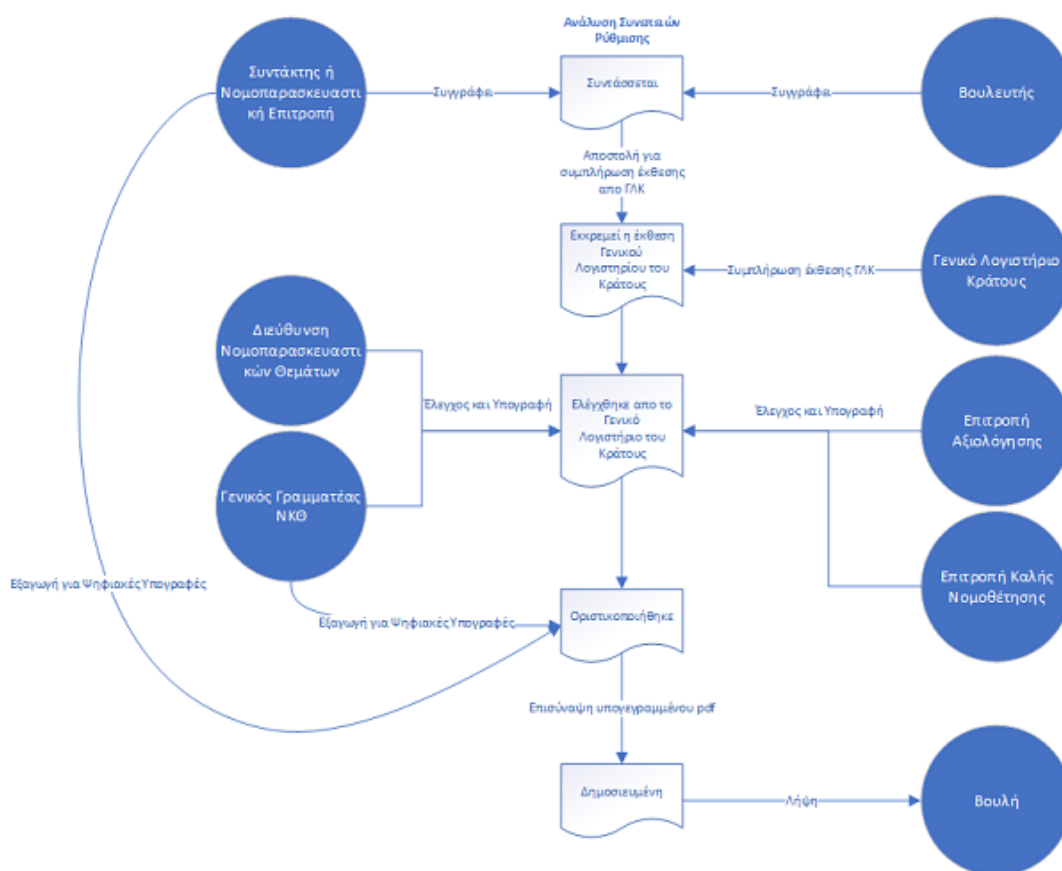 Ανάλυση Συνεπειών
Ρύθμισης
Συντάκτης ή
Νομοπαρασκευαστι
κή Επιτροπή
Συγγράφει
Συντάσσεται
Συγγράφει
Βουλευτής
Αποστολή για
συμπλήρωση έκθεσης
απο ΓΛΚ
Εκκρεμεί η έκθεση
Γενικού
Λογιστηρίου του
Κράτους
Συμπλήρωση έκθεσης ΓΛΚ
Γενικό Λογιστήριο
Κράτους
Διεύθυνση
Νομοπαρασκευαστι
κών Θεμάτων
Έλεγχος και Υπογραφή
Ελέγχθηκε απο το
Γενικό
Λογιστήριο του
Κράτους
Έλεγχος και Υπογραφή
Επιτροπή
Αξιολόγησης
Γενικός Γραμματέας
ΝΚΘ
Επιτροπή Καλής
Νομοθέτησης
Εξαγωγή για Ψηφιακές Υπογραφές
Εξαγωγή για Ψηφιακές Υπογραφές
Οριστικοποιήθηκε
Επισύναψη υπογεγραμμένου pdf
Δημοσιευμένη
Λήψη
Βουλή